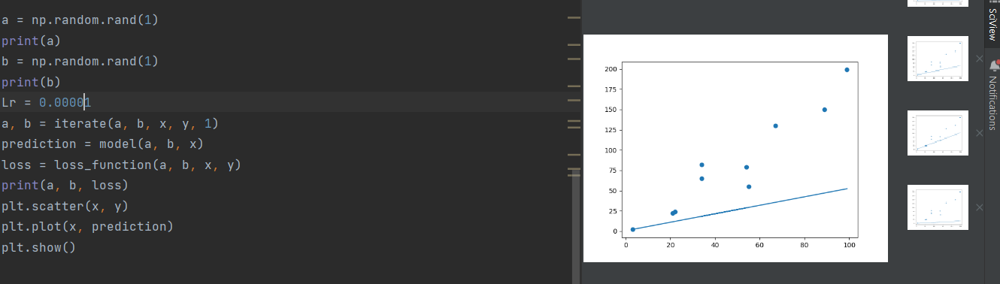 a = np.random.rand(1)
print(a)
b = np.random.rand(1)
print(b)
Lr = 0.00001
a, b = iterate(a, b, x, y, 1)
prediction = model(a, b, x)
loss = loss_function(a, b, x, y)
print(a, b, loss)
plt.scatter(x, y)
plt.plot(x, prediction)
plt.show()
200
175
150
125
100
75
50
25
0
0 20 40 60 80 100
SciView
Notifications